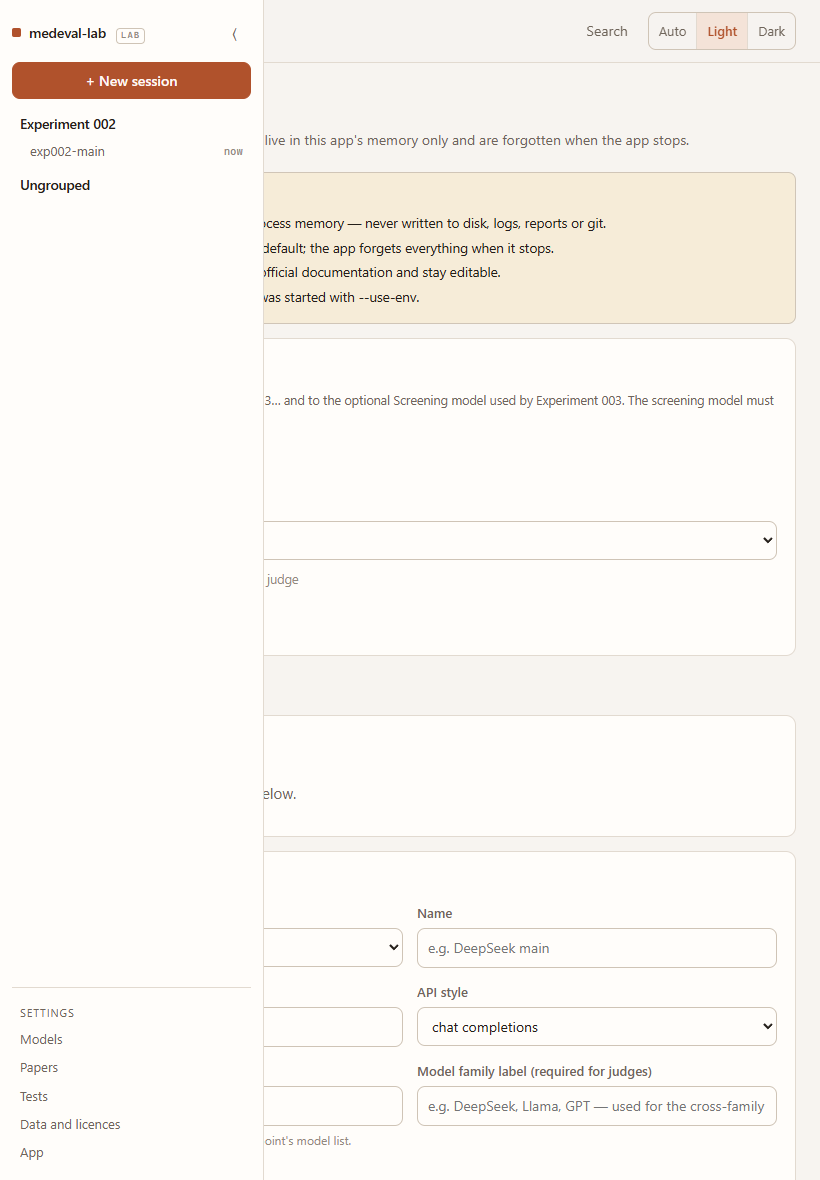 medeval-lab LAB
+ New session
Experiment 002
exp002-main now
Ungrouped
SETTINGS
Models
Papers
Tests
Data and licences
App
Search Auto Light Dark
live in this app's memory only and are forgotten when the app stops.
ocess memory — never written to disk, logs, reports or git.
default; the app forgets everything when it stops.
official documentation and stay editable.
was started with --use-env.
3... and to the optional Screening model used by Experiment 003. The screening model must
judge
elow.
Name
e.g. DeepSeek main
API style
chat completions
Model family label (required for judges)
e.g. DeepSeek, Llama, GPT — used for the cross-family
oint's model list.